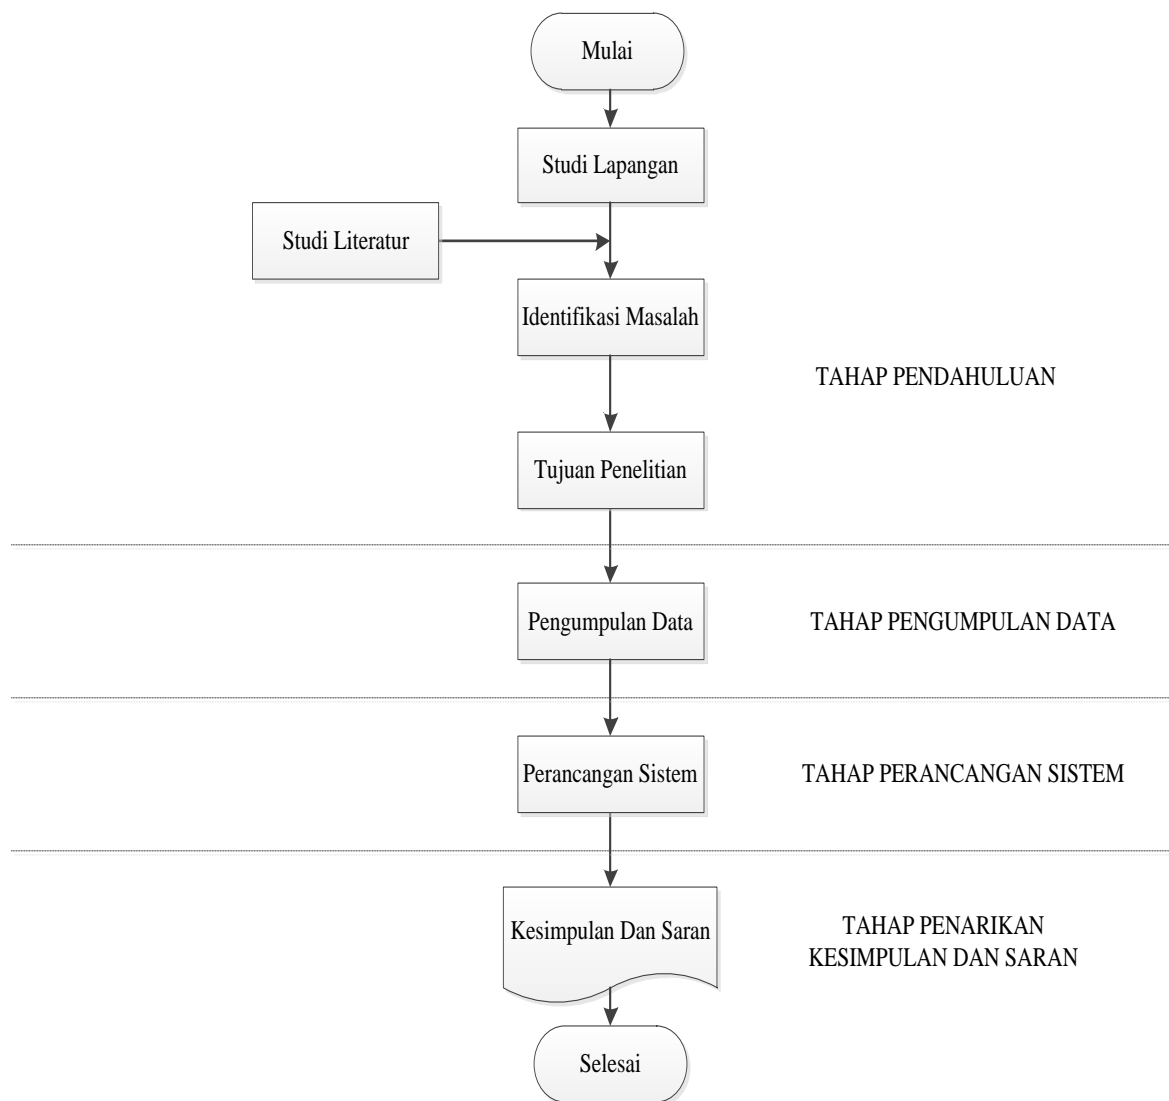 Mulai
Studi Lapangan
Studi Literatur
Identifikasi Masalah
TAHAP PENDAHULUAN
Tujuan Penelitian
Pengumpulan Data
TAHAP PENGUMPULAN DATA
Perancangan Sistem
TAHAP PERANCANGAN SISTEM
Kesimpulan Dan Saran
TAHAP PENARIKAN
KESIMPULAN DAN SARAN
Selesai